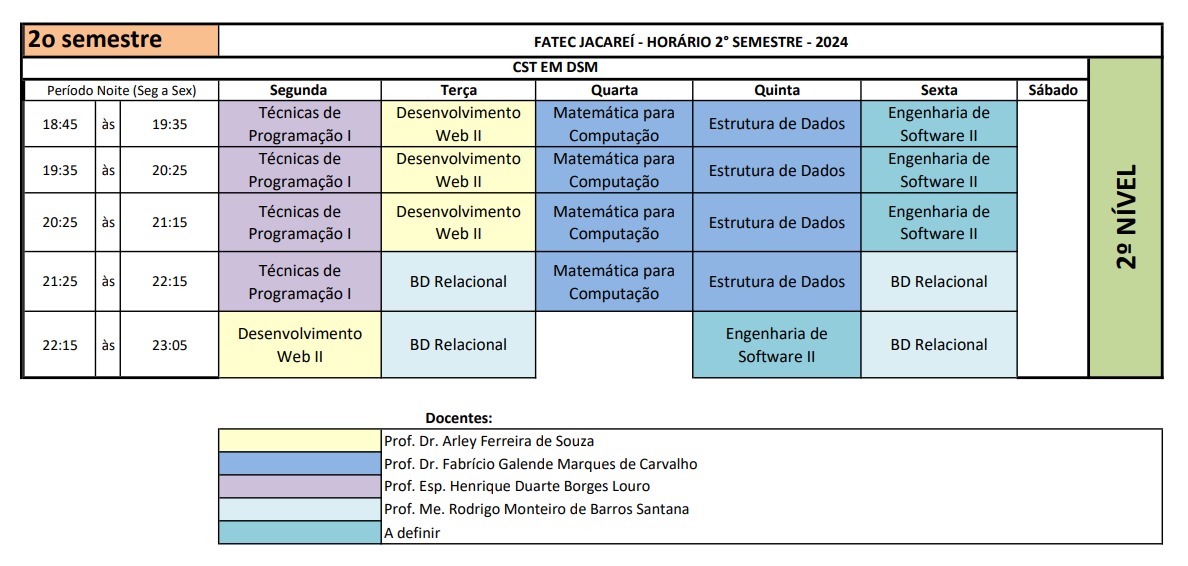 2o semestre
FATEC JACAREÍ - HORÁRIO 2° SEMESTRE - 2024
CST EM DSM
Período Noite (Seg a Sex) Segunda Terça Quarta Quinta Sexta Sábado
18:45 às 19:35 Técnicas de Programação I Desenvolvimento Web II Matemática para Computação Estrutura de Dados Engenharia de Software II
19:35 às 20:25 Técnicas de Programação I Desenvolvimento Web II Matemática para Computação Estrutura de Dados Engenharia de Software II
20:25 às 21:15 Técnicas de Programação I Desenvolvimento Web II Matemática para Computação Estrutura de Dados Engenharia de Software II
21:25 às 22:15 Técnicas de Programação I BD Relacional Matemática para Computação Estrutura de Dados BD Relacional
22:15 às 23:05 Desenvolvimento Web II BD Relacional Engenharia de Software II BD Relacional
2º NÍVEL
Docentes:
Prof. Dr. Arley Ferreira de Souza
Prof. Dr. Fabrício Galende Marques de Carvalho
Prof. Esp. Henrique Duarte Borges Louro
Prof. Me. Rodrigo Monteiro de Barros Santana
A definir